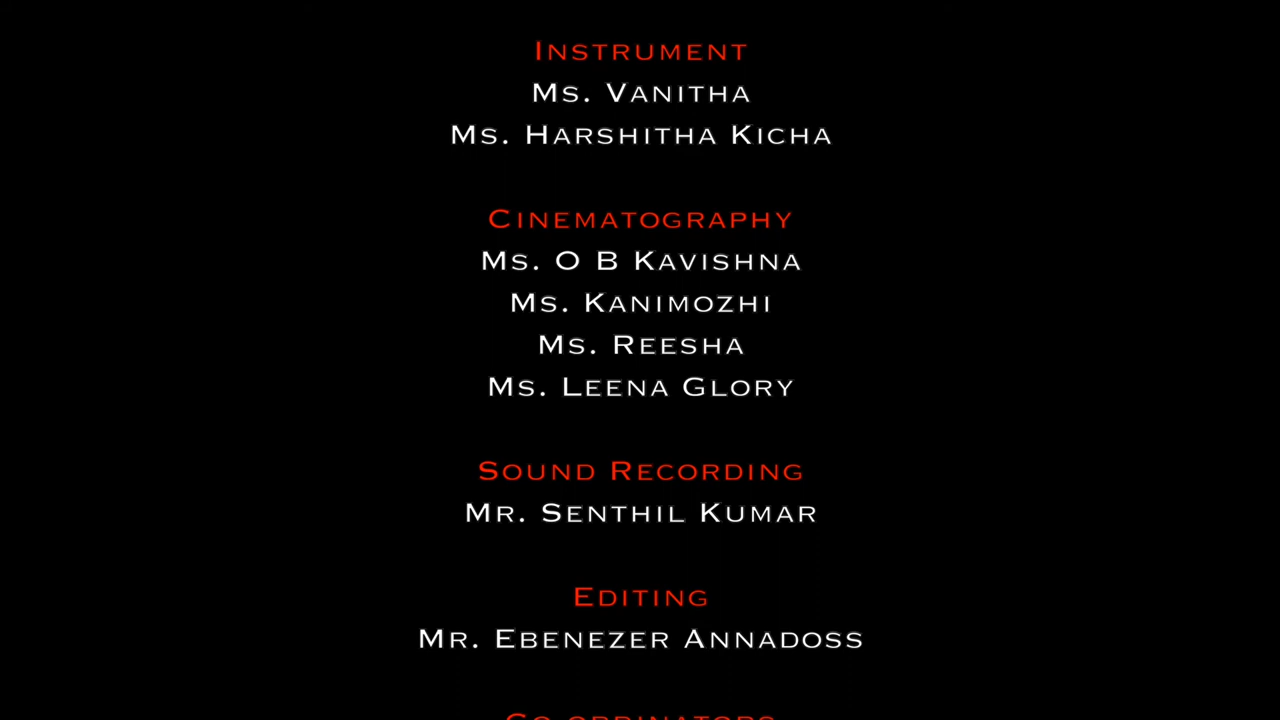 Instrument
Ms. Vanitha
Ms. Harshitha Kicha
Cinematography
Ms. O B Kavishna
Ms. Kanimozhi
Ms. Reesha
Ms. Leena Glory
Sound Recording
Mr. Senthil Kumar
Editing
Mr. Ebenezer Annadoss